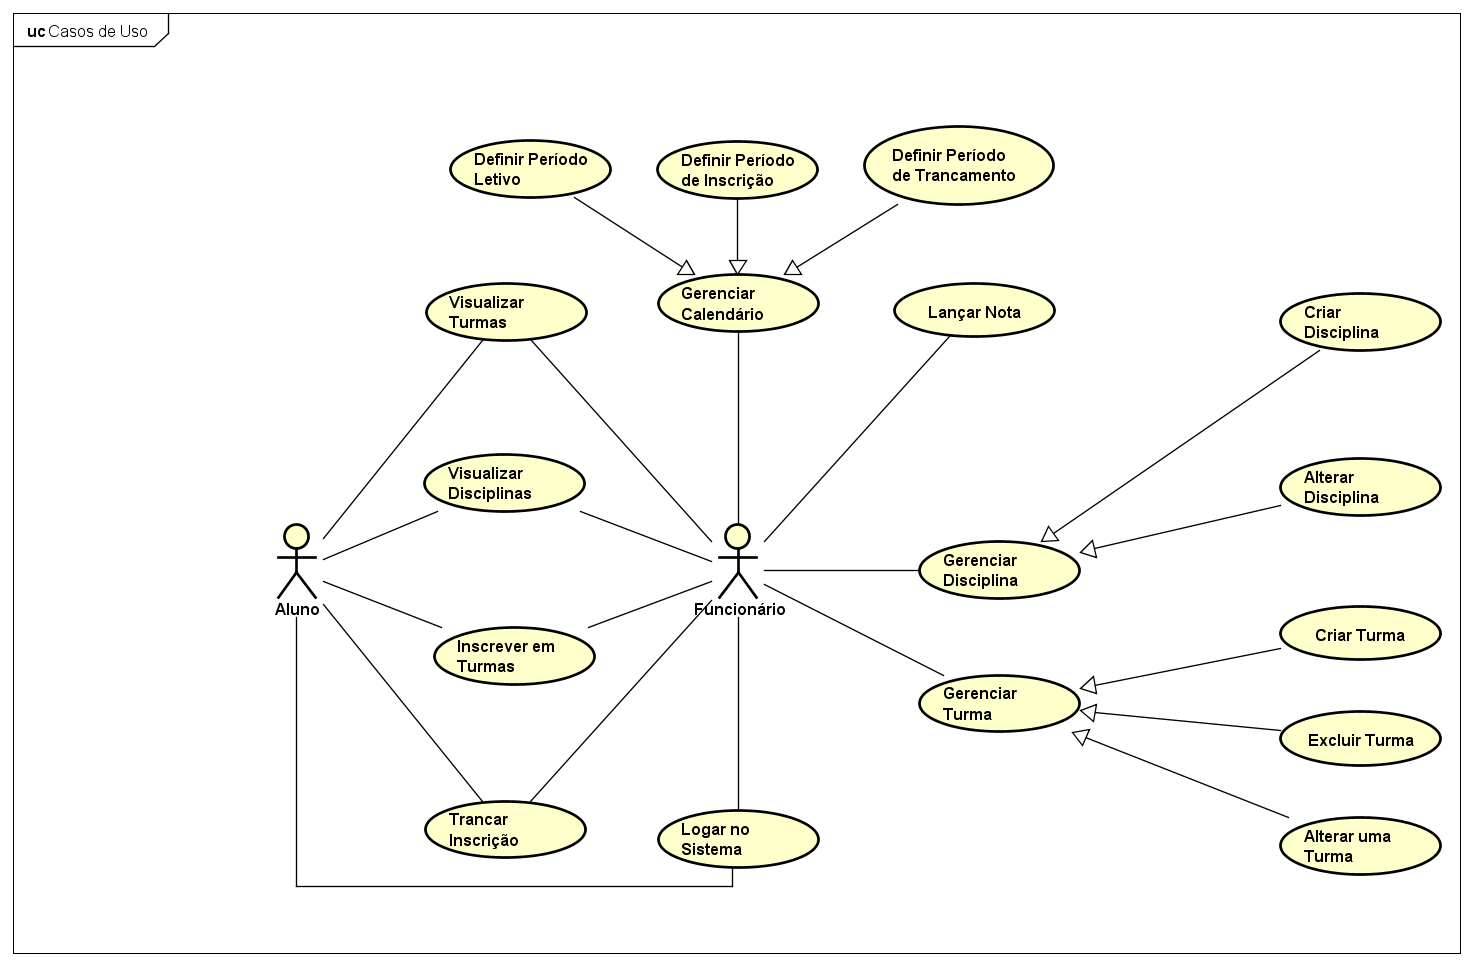 uc Casos de Uso
Definir Período
Letivo
Definir Período
de Inscrição
Definir Período
de Trancamento
Visualizar
Turmas
Gerenciar
Calendário
Lançar Nota
Criar
Disciplina
Visualizar
Disciplinas
Alterar
Disciplina
Gerenciar
Disciplina
Aluno
Funcionário
Inscrever em
Turmas
Criar Turma
Gerenciar
Turma
Excluir Turma
Trancar
Inscrição
Logar no
Sistema
Alterar uma
Turma